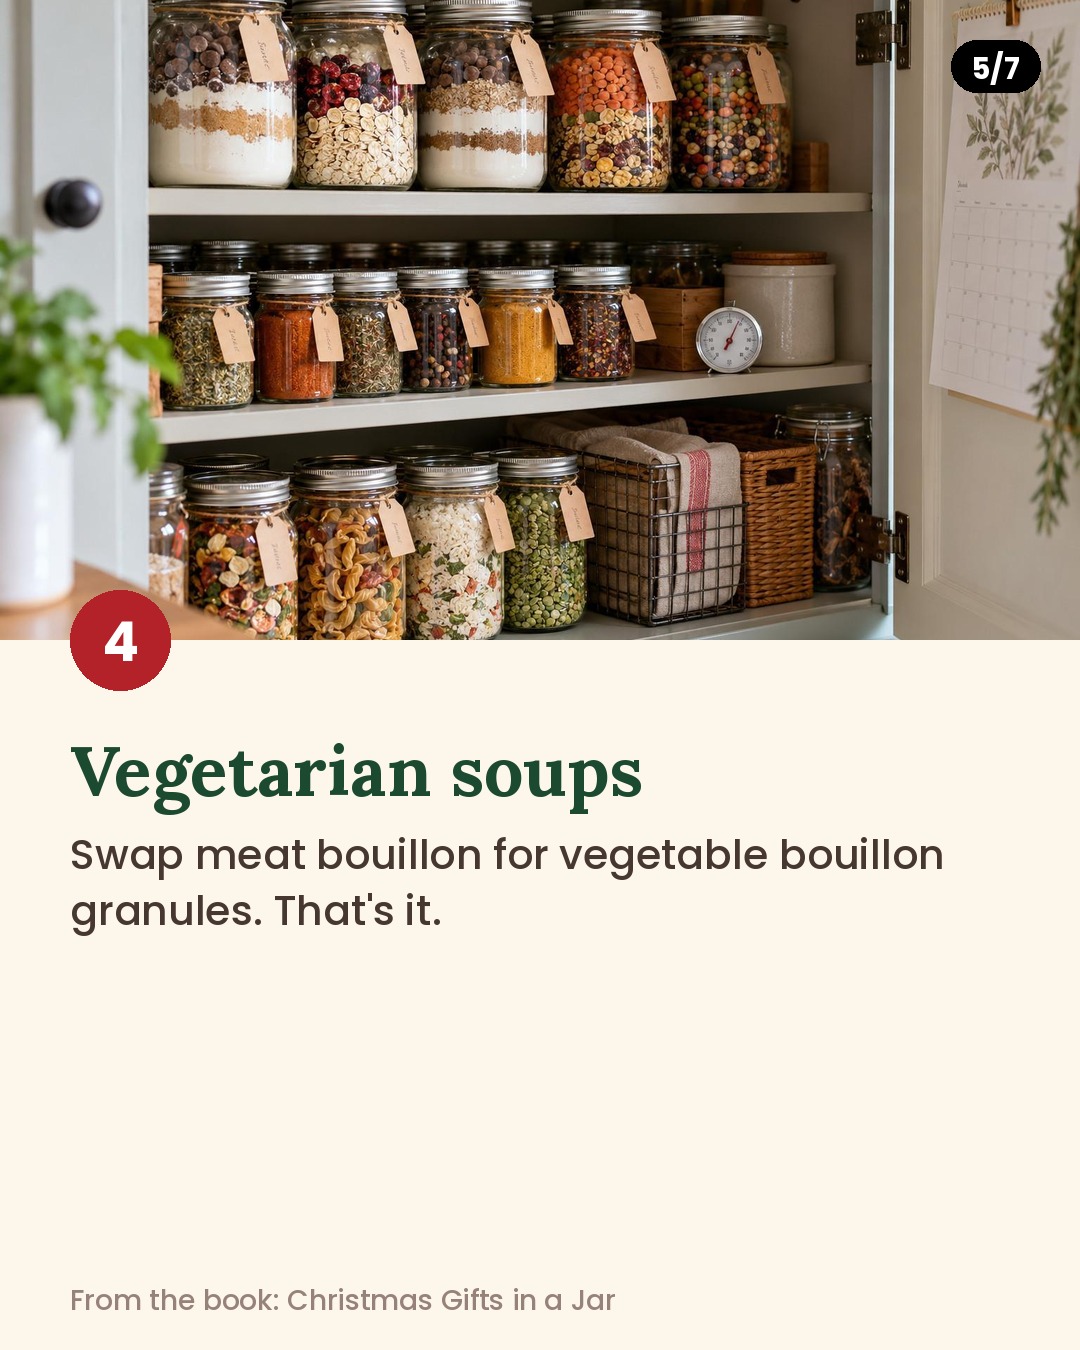 5/7
4
Vegetarian soups
Swap meat bouillon for vegetable bouillon
granules. That's it.
From the book: Christmas Gifts in a Jar